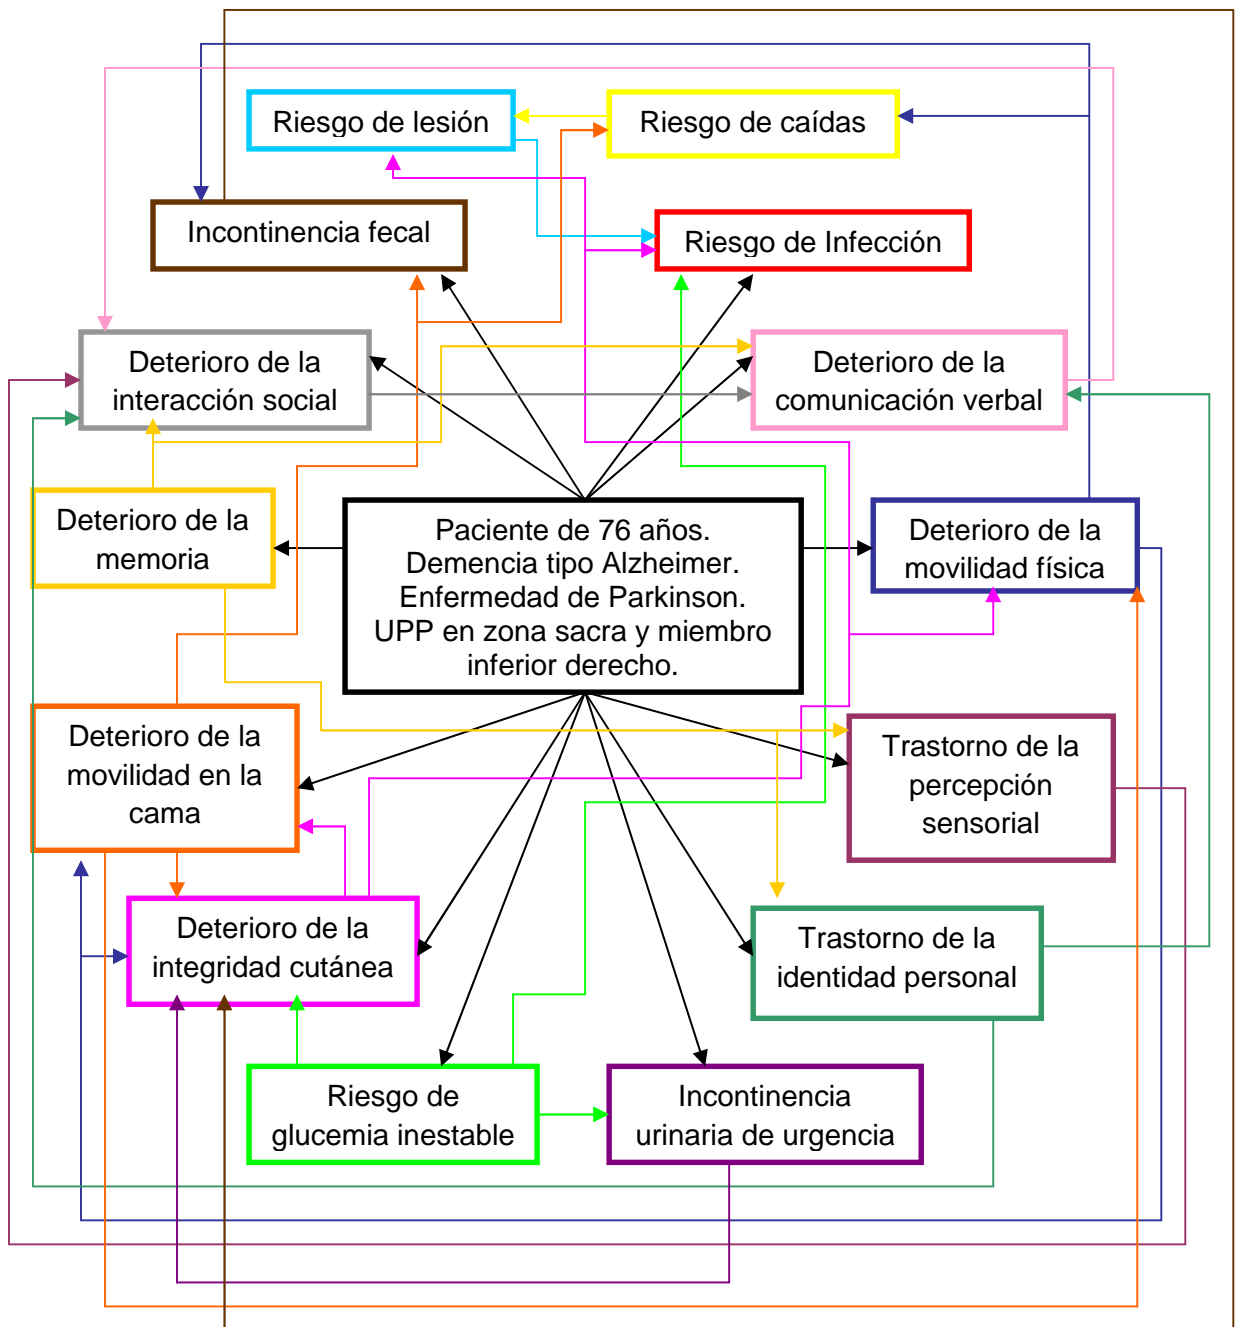 Riesgo de lesión
Riesgo de caídas
Incontinencia fecal
Riesgo de Infección
Deterioro de la
interacción social
Deterioro de la
comunicación verbal
Deterioro de la
memoria
Paciente de 76 años.
Demencia tipo Alzheimer.
Enfermedad de Parkinson.
UPP en zona sacra y miembro
inferior derecho.
Deterioro de la
movilidad física
Deterioro de la
movilidad en la
cama
Trastorno de la
percepción
sensorial
Deterioro de la
integridad cutánea
Trastorno de la
identidad personal
Riesgo de
glucemia inestable
Incontinencia
urinaria de urgencia